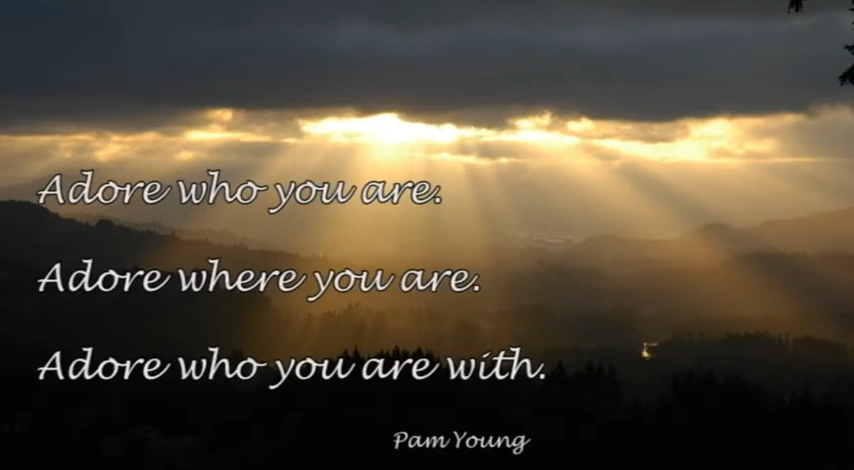 Adore who you are.
Adore where you are.
Adore who you are with.
Pam Young